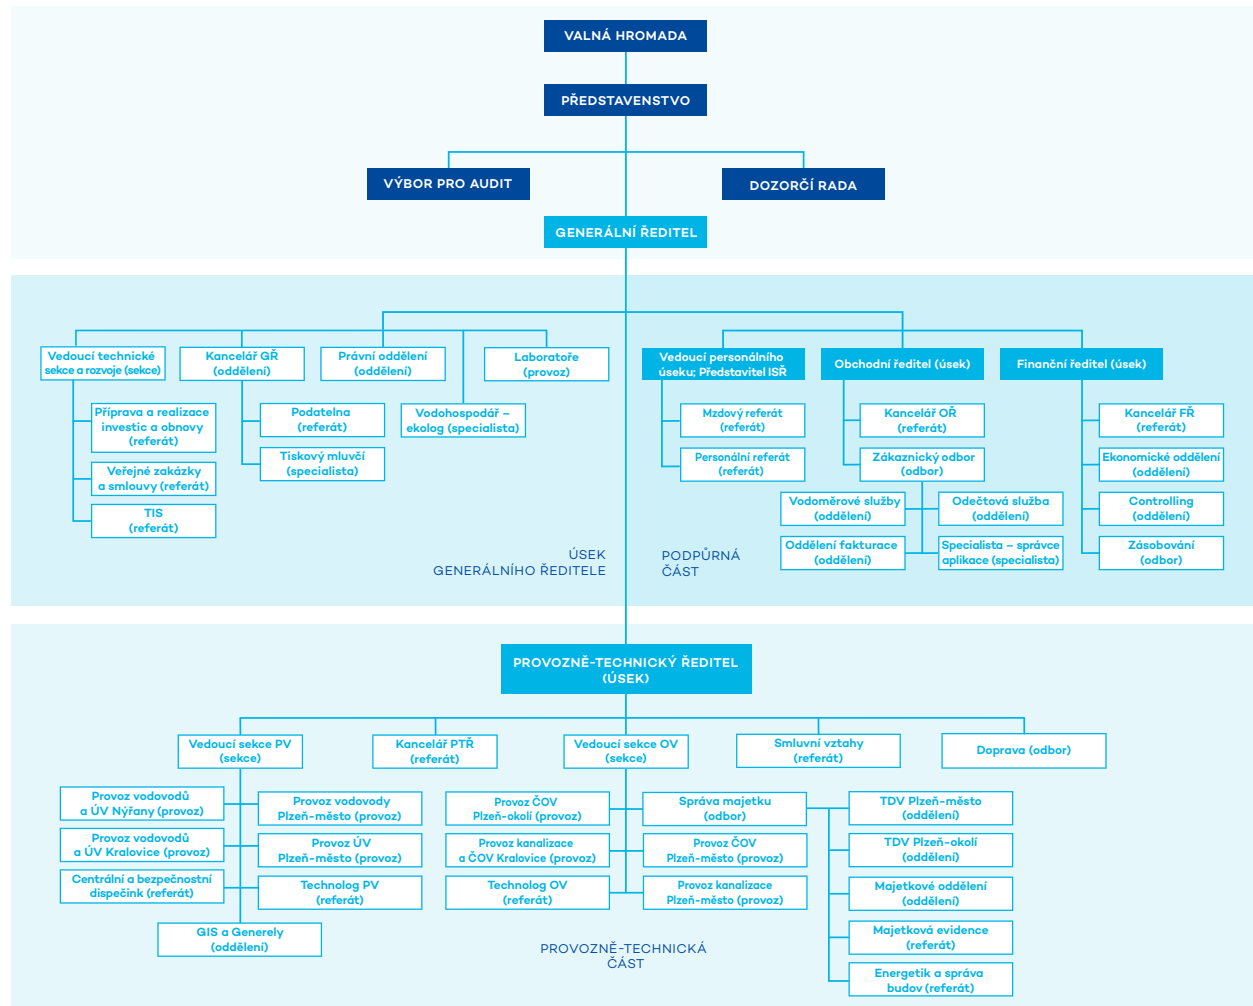 VALNÁ HROMADA
PŘEDSTAVENSTVO
VÝBOR PRO AUDIT
DOZORČÍ RADA
GENERÁLNÍ ŘEDITEL
Vedoucí technické
sekce a rozvoje (sekce)
Kancelář GŘ
(oddělení)
Právní oddělení
(oddělení)
Laboratoře
(provoz)
Příprava a realizace
investic a obnovy
(referát)
Veřejné zakázky
a smlouvy (referát)
TIS
(referát)
Podatelna
(referát)
Tiskový mluvčí
(specialista)
Vodohospodář –
ekolog (specialista)
ÚSEK
GENERÁLNÍHO ŘEDITELE
Vedoucí personálního
úseku; Představitel ISŘ
Obchodní ředitel (úsek)
Finanční ředitel (úsek)
Mzdový referát
(referát)
Personální referát
(referát)
Kancelář OŘ
(referát)
Zákaznický odbor
(odbor)
Vodoměrové služby
(oddělení)
Odečtová služba
(oddělení)
Oddělení fakturace
(oddělení)
Specialista – správce
aplikace (specialista)
Kancelář FŘ
(referát)
Ekonomické oddělení
(oddělení)
Controlling
(oddělení)
Zásobování
(odbor)
PODPŮRNÁ
ČÁST
PROVOZNĚ-TECHNICKÝ ŘEDITEL
(ÚSEK)
Vedoucí sekce PV
(sekce)
Kancelář PTŘ
(referát)
Vedoucí sekce OV
(sekce)
Smluvní vztahy
(referát)
Doprava (odbor)
Provoz vodovodů
a ÚV Nýřany (provoz)
Provoz vodovody
Plzeň-město (provoz)
Provoz vodovodů
a ÚV Kralovice (provoz)
Provoz ÚV
Plzeň-město (provoz)
Centrální a bezpečnostní
dispečink (referát)
Technolog PV
(referát)
GIS a Generely
(oddělení)
Provoz ČOV
Plzeň-okolí (provoz)
Správa majetku
(odbor)
Provoz kanalizace
a ČOV Kralovice (provoz)
Provoz ČOV
Plzeň-město (provoz)
Technolog OV
(referát)
Provoz kanalizace
Plzeň-město (provoz)
TDV Plzeň-město
(oddělení)
TDV Plzeň-okolí
(oddělení)
Majetkové oddělení
(oddělení)
Majetková evidence
(referát)
Energetik a správa
budov (referát)
PROVOZNĚ-TECHNICKÁ
ČÁST